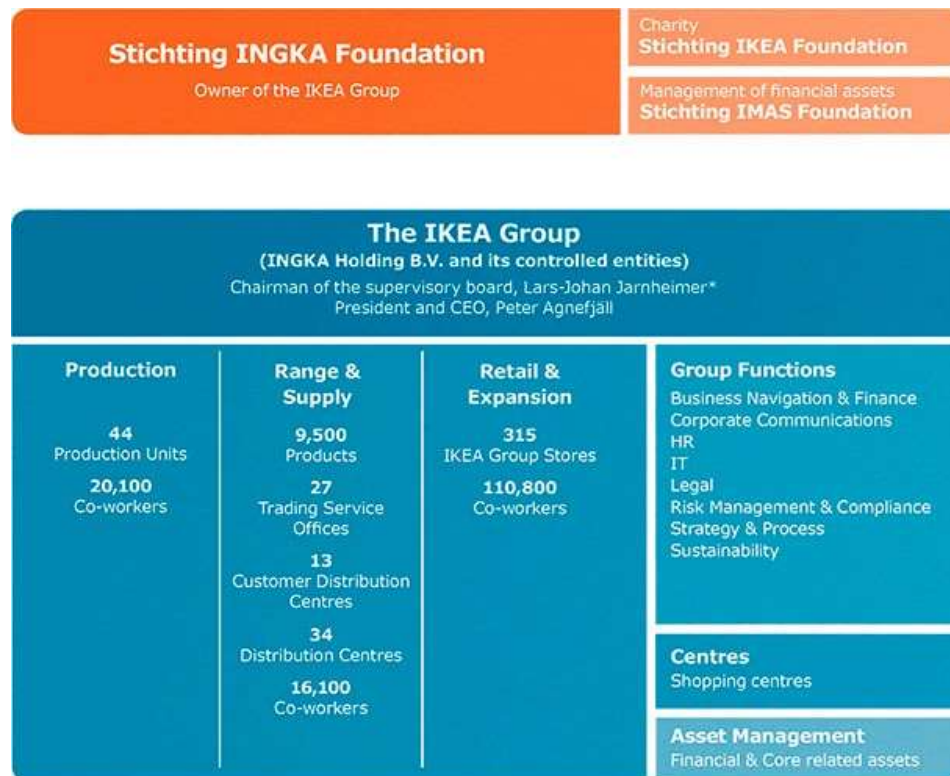 Stichting INGKA Foundation
Owner of the IKEA Group
Charity
Stichting IKEA Foundation
Management of financial assets
Stichting IMAS Foundation
The IKEA Group
(INGKA Holding B.V. and its controlled entities)
Chairman of the supervisory board, Lars-Johan Jarnheimer*
President and CEO, Peter Agnefjäll
Production
44
Production Units
20,100
Co-workers
Range &
Supply
9,500
Products
27
Trading Service
Offices
13
Customer Distribution
Centres
34
Distribution Centres
16,100
Co-workers
Retail &
Expansion
315
IKEA Group Stores
110,800
Co-workers
Group Functions
Business Navigation & Finance
Corporate Communications
HR
IT
Legal
Risk Management & Compliance
Strategy & Process
Sustainability
Centres
Shopping centres
Asset Management
Financial & Core related assets